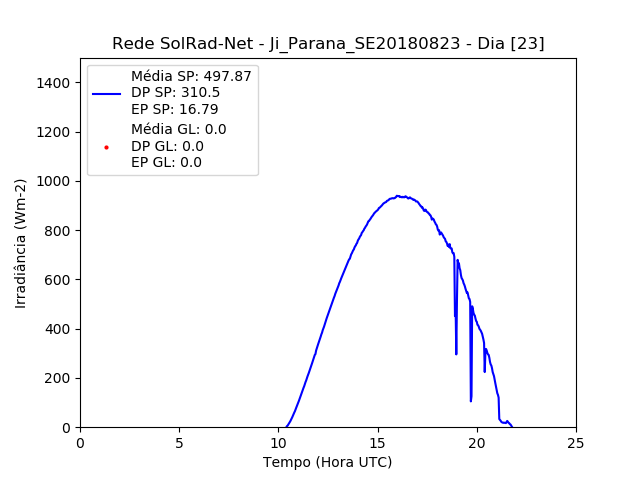 Rede SolRad-Net - Ji_Parana_SE20180823 - Dia [23]
Média SP: 497.87
DP SP: 310.5
EP SP: 16.79
Média GL: 0.0
DP GL: 0.0
EP GL: 0.0
1400
1200
1000
800
600
400
200
0
Irradiância (Wm-2)
0 5 10 15 20 25
Tempo (Hora UTC)